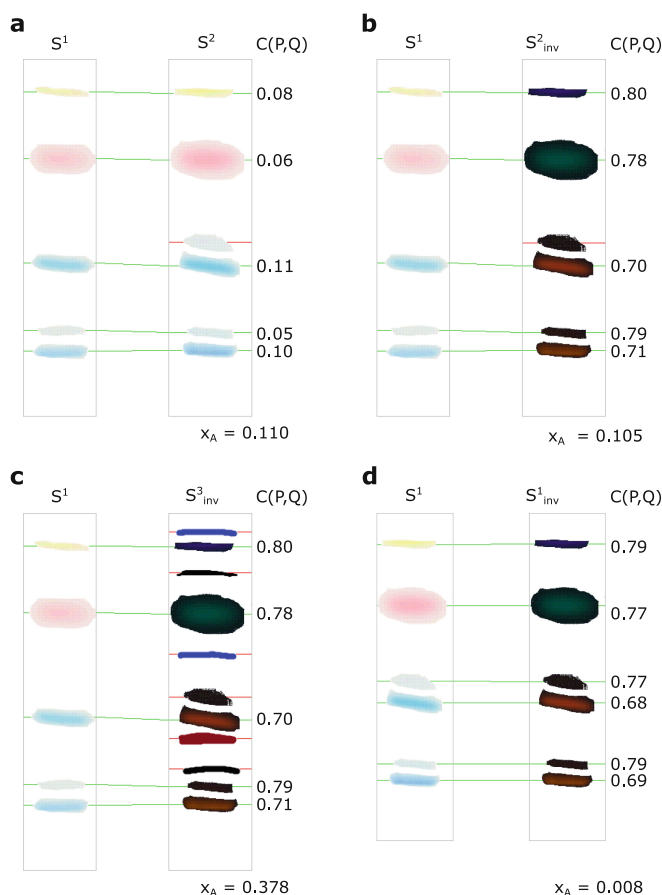 a
S¹ S² C(P,Q)
0.08
0.06
0.11
0.05
0.10
x_A = 0.110
b
S¹ S²_inv C(P,Q)
0.80
0.78
0.70
0.79
0.71
x_A = 0.105
c
S¹ S³_inv C(P,Q)
0.80
0.78
0.70
0.79
0.71
x_A = 0.378
d
S¹ S¹_inv C(P,Q)
0.79
0.77
0.77
0.68
0.79
0.69
x_A = 0.008